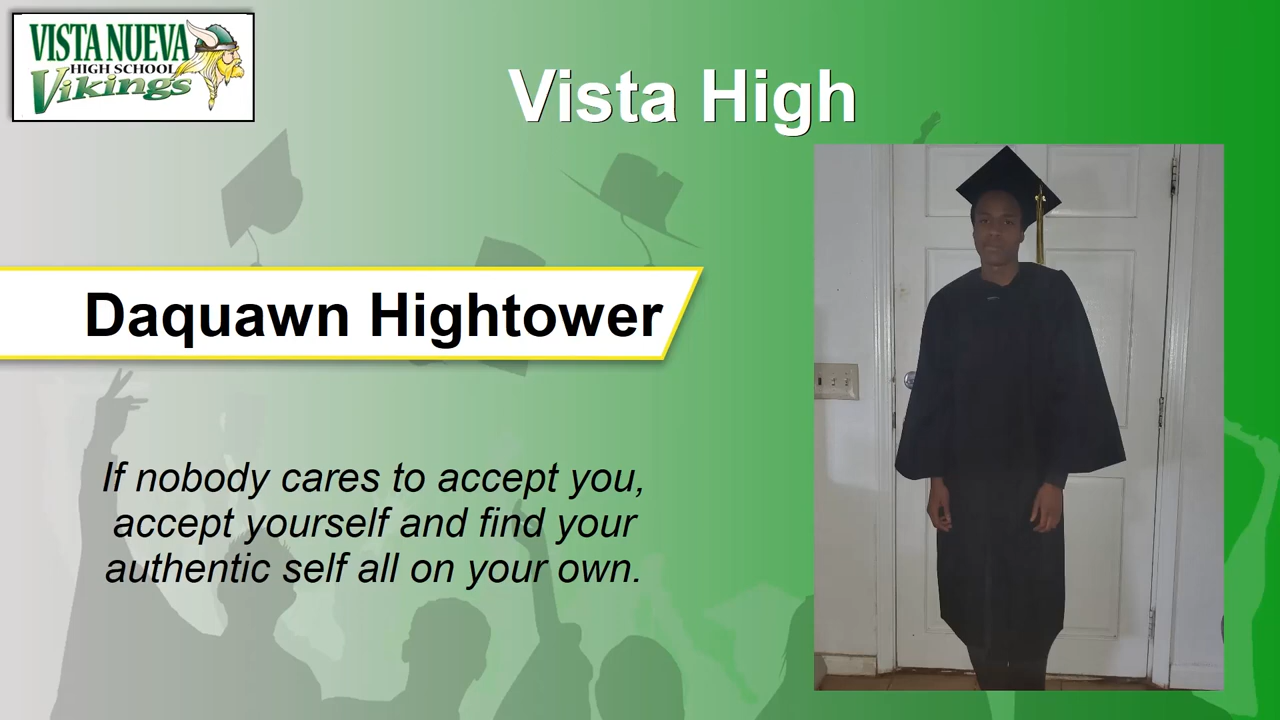 VISTA NUEVA
HIGH SCHOOL
Vikings
Vista High
Daquawn Hightower
If nobody cares to accept you,
accept yourself and find your
authentic self all on your own.